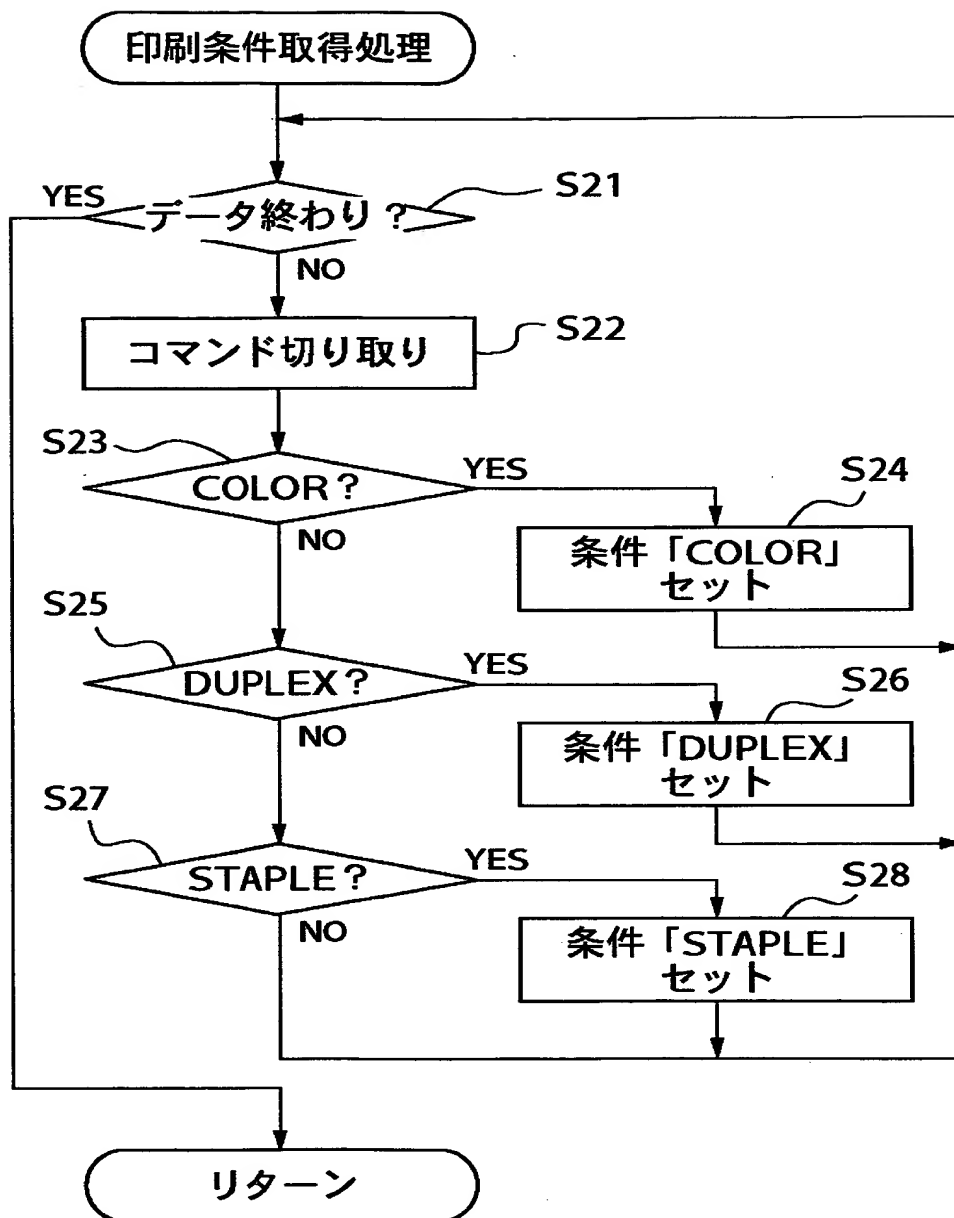 印刷条件取得処理
YES
データ終わり？
S21
NO
コマンド切り取り
S22
S23
COLOR？
YES
NO
S24
条件「COLOR」
セット
S25
DUPLEX？
YES
NO
S26
条件「DUPLEX」
セット
S27
STAPLE？
YES
NO
S28
条件「STAPLE」
セット
リターン